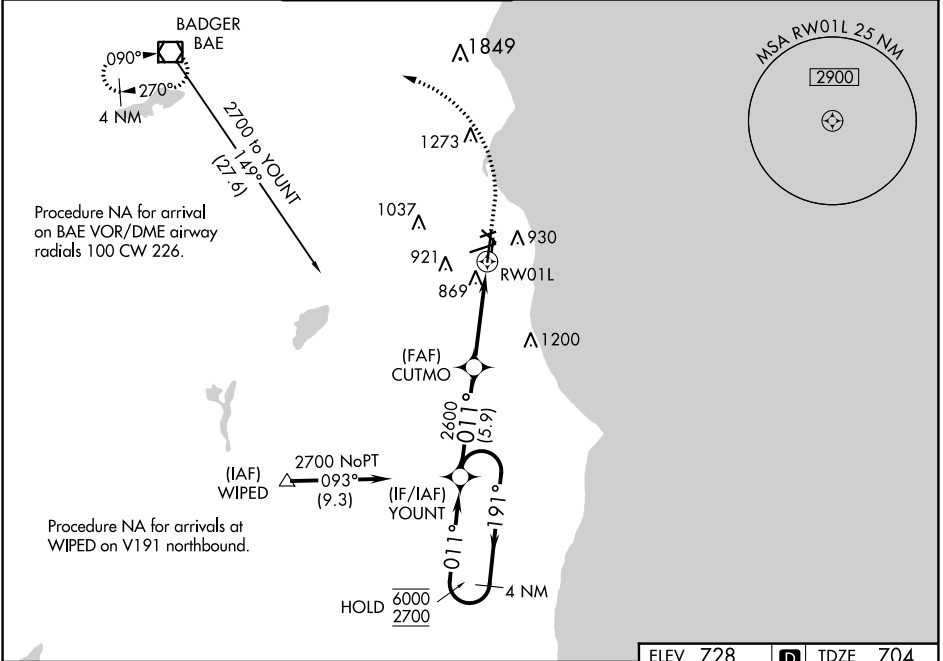 BADGER
BAE
090°
270°
4 NM
2700 to YOUNT
149°
(27.6)
1849
1273
MSA RW01L 25 NM
2900
Procedure NA for arrival
on BAE VOR/DME airway
radials 100 CW 226.
1037
921
869
930
RW01L
1200
(FAF)
CUTMO
2600
011°
(5.9)
(IAF)
WIPED
2700 NoPT
093°
(9.3)
(IF/IAF)
YOUNT
191°
011°
Procedure NA for arrivals at
WIPED on V191 northbound.
HOLD
6000
2700
4 NM
ELEV 728
D
TDZE 704